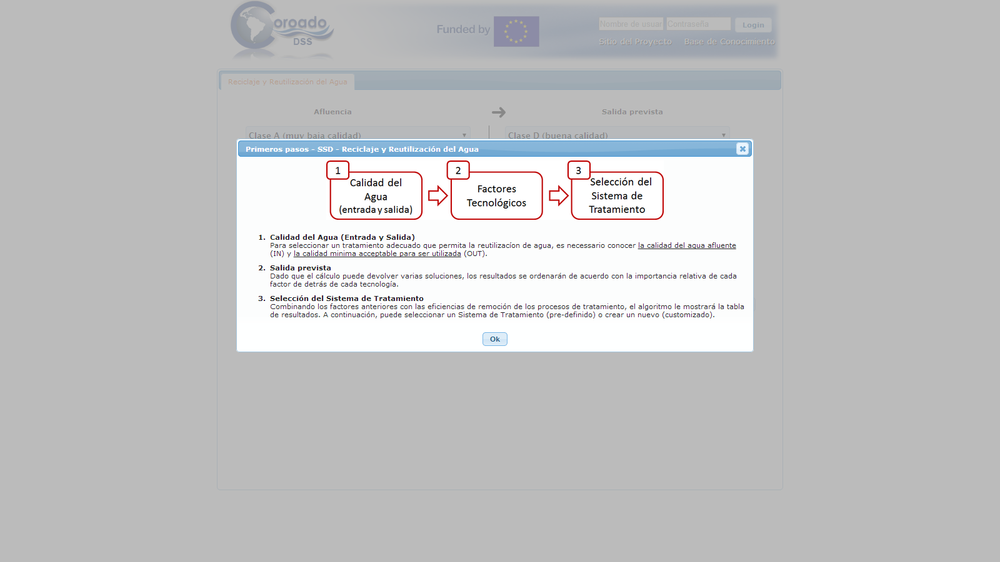 oroado
DSS
Funded by
Nombre de usuar
Contraseña
Login
Sitio del Proyecto
Base de Conocimiento
Reciclaje y Reutilización del Agua
Afluencia
Salida prevista
Clase A (muy baja calidad)
Clase D (buena calidad)
Primeros pasos - SSD - Reciclaje y Reutilización del Agua
1
Calidad del
Agua
(entrada y salida)
2
Factores
Tecnológicos
3
Selección del
Sistema de
Tratamiento
1. Calidad del Agua (Entrada y Salida)
Para seleccionar un tratamiento adecuado que permita la reutilizacíon de agua, es necessario conocer la calidad del agua afluente
(IN) y la calidad minima acceptable para ser utilizada (OUT).
2. Salida prevista
Dado que el cálculo puede devolver varias soluciones, los resultados se ordenarán de acuerdo con la importancia relativa de cada
factor de detrás de cada tecnología.
3. Selección del Sistema de Tratamiento
Combinando los factores anteriores con las eficiencias de remoción de los procesos de tratamiento, el algoritmo le mostrará la tabla
de resultados. A continuación, puede seleccionar un Sistema de Tratamiento (pre-definido) o crear un nuevo (customizado).
Ok